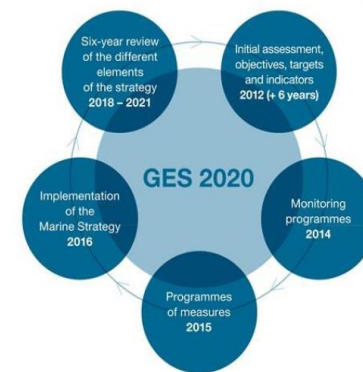 Six-year review
of the different
elements
of the strategy
2018 – 2021
Initial assessment,
objectives, targets
and indicators
2012 (+ 6 years)
GES 2020
Implementation
of the
Marine Strategy
2016
Monitoring
programmes
2014
Programmes
of measures
2015